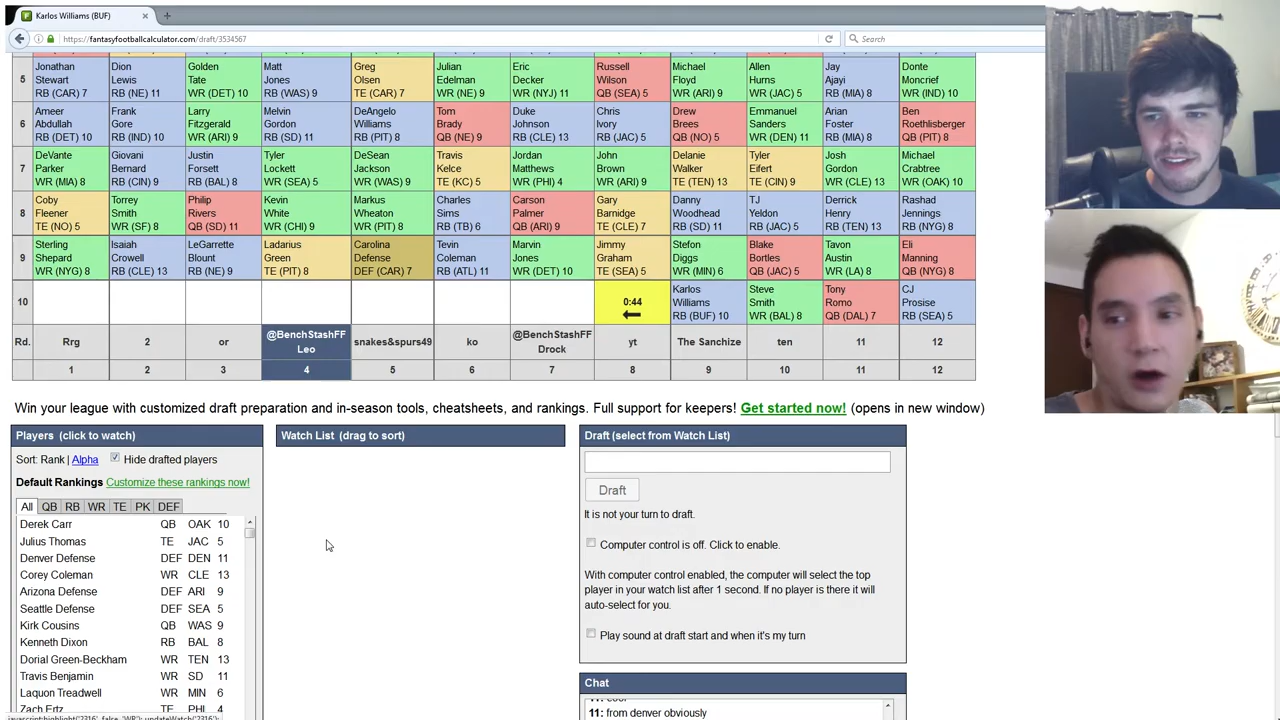 Karlos Williams (BUF)
https://fantasyfootballcalculator.com/draft/3534567
Search
5
Jonathan Stewart RB (CAR) 7
Dion Lewis RB (NE) 11
Golden Tate WR (DET) 10
Matt Jones RB (WAS) 9
Greg Olsen TE (CAR) 7
Julian Edelman WR (NE) 9
Eric Decker WR (NYJ) 11
Russell Wilson QB (SEA) 5
Michael Floyd WR (ARI) 9
Allen Hurns WR (JAC) 5
Jay Ajayi RB (MIA) 8
Donte Moncrief WR (IND) 10
6
Ameer Abdullah RB (DET) 10
Frank Gore RB (IND) 10
Larry Fitzgerald WR (ARI) 9
Melvin Gordon RB (SD) 11
DeAngelo Williams RB (PIT) 8
Tom Brady QB (NE) 9
Duke Johnson RB (CLE) 13
Chris Ivory RB (JAC) 5
Drew Brees QB (NO) 5
Emmanuel Sanders WR (DEN) 11
Arian Foster RB (MIA) 8
Ben Roethlisberger QB (PIT) 8
7
DeVante Parker WR (MIA) 8
Giovani Bernard RB (CIN) 9
Justin Forsett RB (BAL) 8
Tyler Lockett WR (SEA) 5
DeSean Jackson WR (WAS) 9
Travis Kelce TE (KC) 5
Jordan Matthews WR (PHI) 4
John Brown WR (ARI) 9
Delanie Walker TE (TEN) 13
Tyler Eifert TE (CIN) 9
Josh Gordon WR (CLE) 13
Michael Crabtree WR (OAK) 10
8
Coby Fleener TE (NO) 5
Torrey Smith WR (SF) 8
Philip Rivers QB (SD) 11
Kevin White WR (CHI) 9
Markus Wheaton WR (PIT) 8
Charles Sims RB (TB) 6
Carson Palmer QB (ARI) 9
Gary Barnidge TE (CLE) 7
Danny Woodhead RB (SD) 11
TJ Yeldon RB (JAC) 5
Derrick Henry RB (TEN) 13
Rashad Jennings RB (NYG) 8
9
Sterling Shepard WR (NYG) 8
Isaiah Crowell RB (CLE) 13
LeGarrette Blount RB (NE) 9
Ladarius Green TE (PIT) 8
Carolina Defense DEF (CAR) 7
Tevin Coleman RB (ATL) 11
Marvin Jones WR (DET) 10
Jimmy Graham TE (SEA) 5
Stefon Diggs WR (MIN) 6
Blake Bortles QB (JAC) 5
Tavon Austin WR (LA) 8
Eli Manning QB (NYG) 8
10
0:44
Karlos Williams RB (BUF) 10
Steve Smith WR (BAL) 8
Tony Romo QB (DAL) 7
CJ Prosise RB (SEA) 5
Rd. Rrg 2 or @BenchStashFF Leo snakes&spurs49 ko @BenchStashFF Drock yt The Sanchize ten 11 12
1 2 3 4 5 6 7 8 9 10 11 12
Win your league with customized draft preparation and in-season tools, cheatsheets, and rankings. Full support for keepers! Get started now! (opens in new window)
Players (click to watch)
Sort: Rank | Alpha Hide drafted players
Default Rankings Customize these rankings now!
All QB RB WR TE PK DEF
Derek Carr QB OAK 10
Julius Thomas TE JAC 5
Denver Defense DEF DEN 11
Corey Coleman WR CLE 13
Arizona Defense DEF ARI 9
Seattle Defense DEF SEA 5
Kirk Cousins QB WAS 9
Kenneth Dixon RB BAL 8
Dorial Green-Beckham WR TEN 13
Travis Benjamin WR SD 11
Laquon Treadwell WR MIN 6
Zach Ertz TE PHI 4
javascript:highlight('2316', false, 'WR'); updateWatch('2316');
Watch List (drag to sort)
Draft (select from Watch List)
Draft
It is not your turn to draft.
Computer control is off. Click to enable.
With computer control enabled, the computer will select the top
player in your watch list after 1 second. If no player is there it will
auto-select for you.
Play sound at draft start and when it's my turn
Chat
11: cool
11: from denver obviously